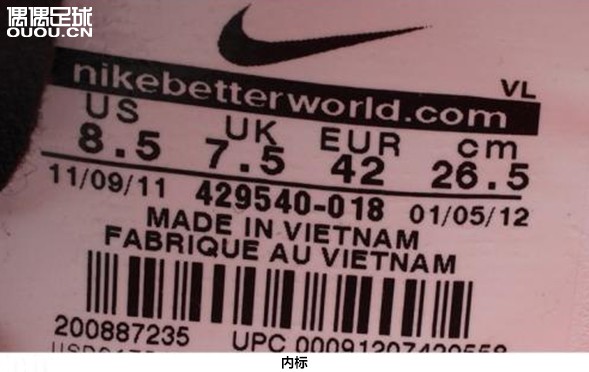 偶偶足球
OUOU.CN
VL
nikebetterworld.com
US UK EUR cm
8.5 7.5 42 26.5
11/09/11 429540-018 01/05/12
MADE IN VIETNAM
FABRIQUE AU VIETNAM
200887235 UPC 00091207420558
内标